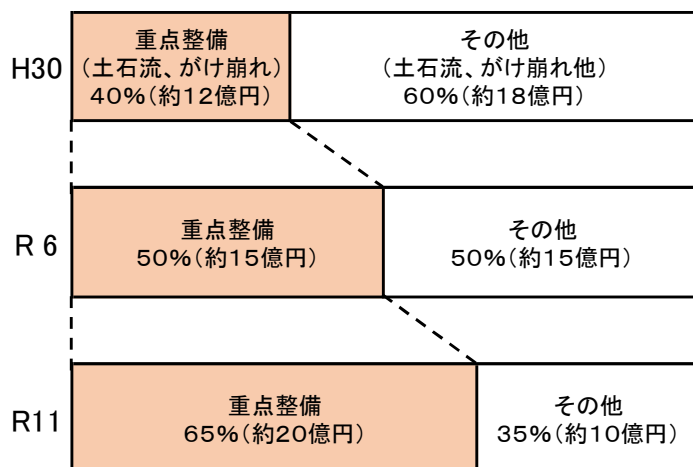 H30
重点整備
(土石流、がけ崩れ)
40%(約12億円)
その他
(土石流、がけ崩れ他)
60%(約18億円)
R 6
重点整備
50%(約15億円)
その他
50%(約15億円)
R11
重点整備
65%(約20億円)
その他
35%(約10億円)